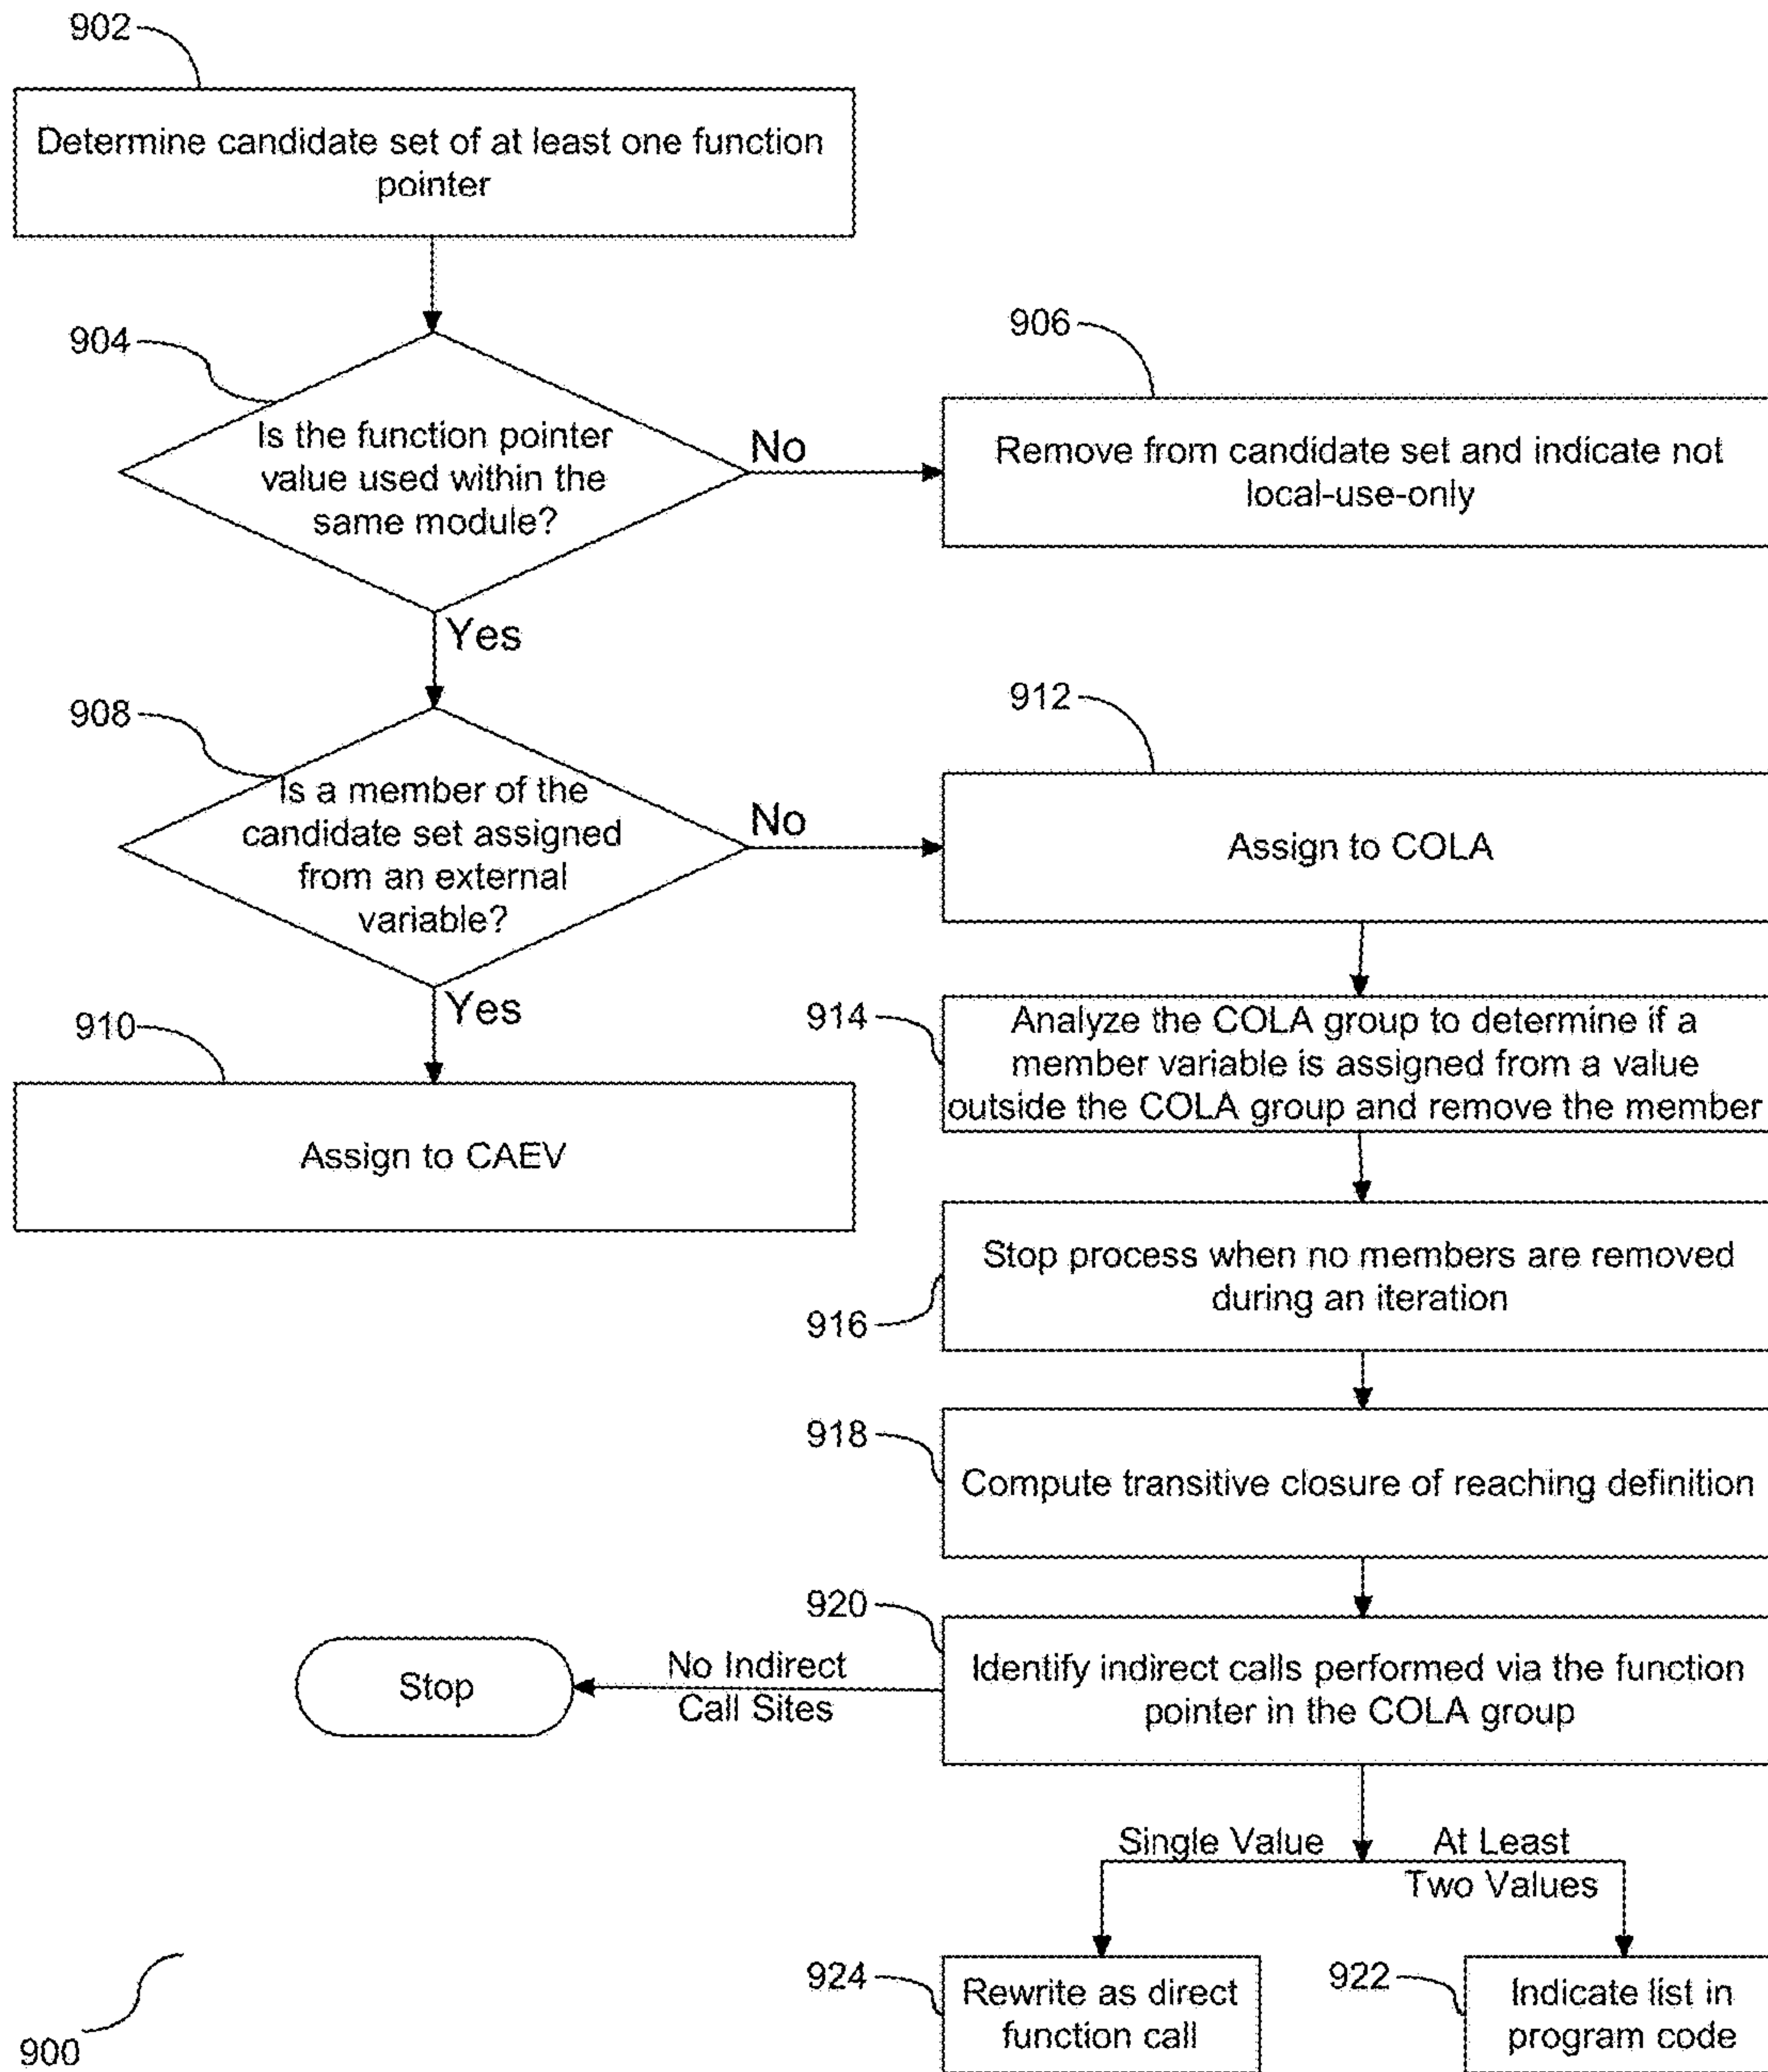 902
Determine candidate set of at least one function
pointer
904
Is the function pointer
value used within the
same module?
No
906
Remove from candidate set and indicate not
local-use-only
Yes
908
Is a member of the
candidate set assigned
from an external
variable?
No
912
Assign to COLA
Yes
910
Assign to CAEV
914
Analyze the COLA group to determine if a
member variable is assigned from a value
outside the COLA group and remove the member
916
Stop process when no members are removed
during an iteration
918
Compute transitive closure of reaching definition
920
Identify indirect calls performed via the function
pointer in the COLA group
No Indirect
Call Sites
Stop
Single Value
At Least
Two Values
924
Rewrite as direct
function call
922
Indicate list in
program code
900